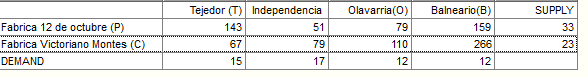 Tejedor (T) Independencia Olavarria(O) Balneario(B) SUPPLY
Fabrica 12 de octubre (P) 143 51 79 159 33
Fabrica Victoriano Montes (C) 67 79 110 266 23
DEMAND 15 17 12 12